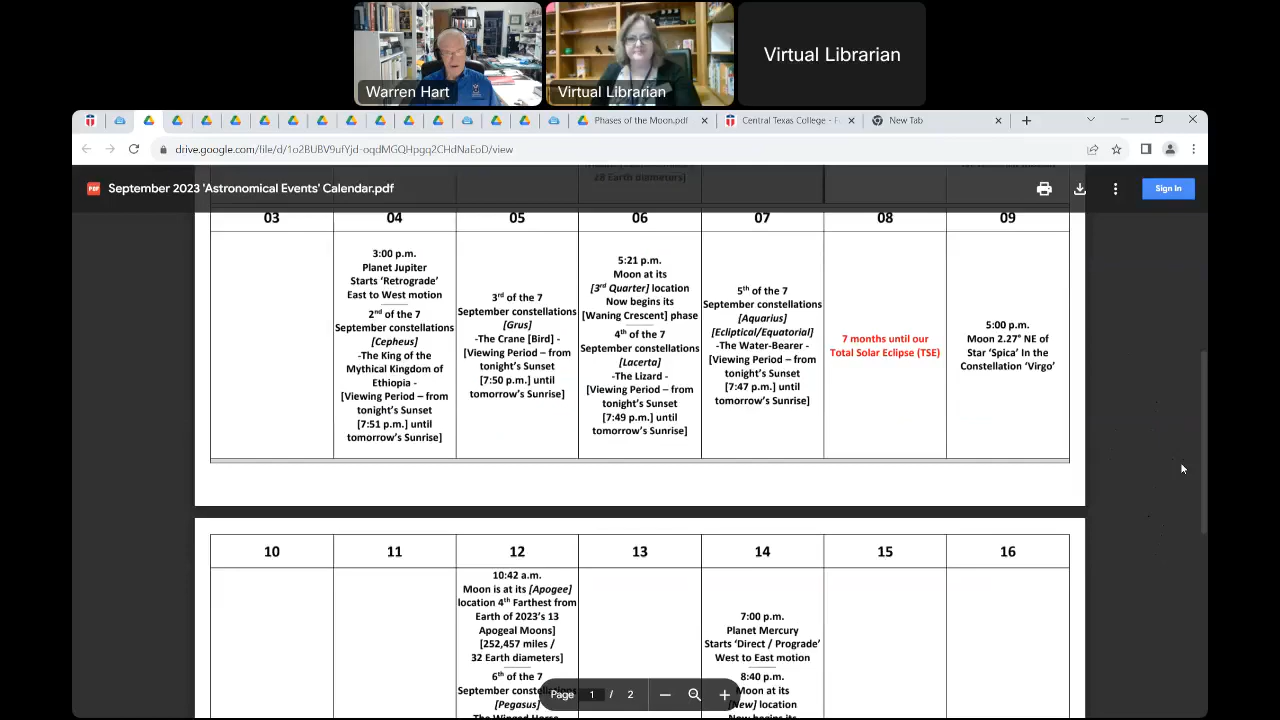 Warren Hart
Virtual Librarian
Virtual Librarian
Phases of the Moon.pdf
Central Texas College - F
New Tab
drive.google.com/file/d/1o2BUBV9ufYjd-oqdMGQHpgq2CHdNaEoD/view
PDF
September 2023 'Astronomical Events' Calendar.pdf
Sign In
28 Earth diameters]
03
04
05
06
07
08
09
3:00 p.m.
Planet Jupiter
Starts ‘Retrograde’
East to West motion
2nd of the 7
September constellations
[Cepheus]
-The King of the
Mythical Kingdom of
Ethiopia -
[Viewing Period – from
tonight’s Sunset
[7:51 p.m.] until
tomorrow’s Sunrise]
3rd of the 7
September constellations
[Grus]
-The Crane [Bird] -
[Viewing Period – from
tonight’s Sunset
[7:50 p.m.] until
tomorrow’s Sunrise]
5:21 p.m.
Moon at its
[3rd Quarter] location
Now begins its
[Waning Crescent] phase
4th of the 7
September constellations
[Lacerta]
-The Lizard -
[Viewing Period – from
tonight’s Sunset
[7:49 p.m.] until
tomorrow’s Sunrise]
5th of the 7
September constellations
[Aquarius]
[Ecliptical/Equatorial]
-The Water-Bearer -
[Viewing Period – from
tonight’s Sunset
[7:47 p.m.] until
tomorrow’s Sunrise]
7 months until our
Total Solar Eclipse (TSE)
5:00 p.m.
Moon 2.27° NE of
Star ‘Spica’ In the
Constellation ‘Virgo’
10
11
12
13
14
15
16
10:42 a.m.
Moon is at its [Apogee]
location 4th Farthest from
Earth of 2023’s 13
Apogeal Moons]
[252,457 miles /
32 Earth diameters]
6th of the 7
September constellations
[Pegasus]
The Winged Horse
7:00 p.m.
Planet Mercury
Starts ‘Direct / Prograde’
West to East motion
8:40 p.m.
Moon at its
[New] location
Now begins its
Page 1 / 2